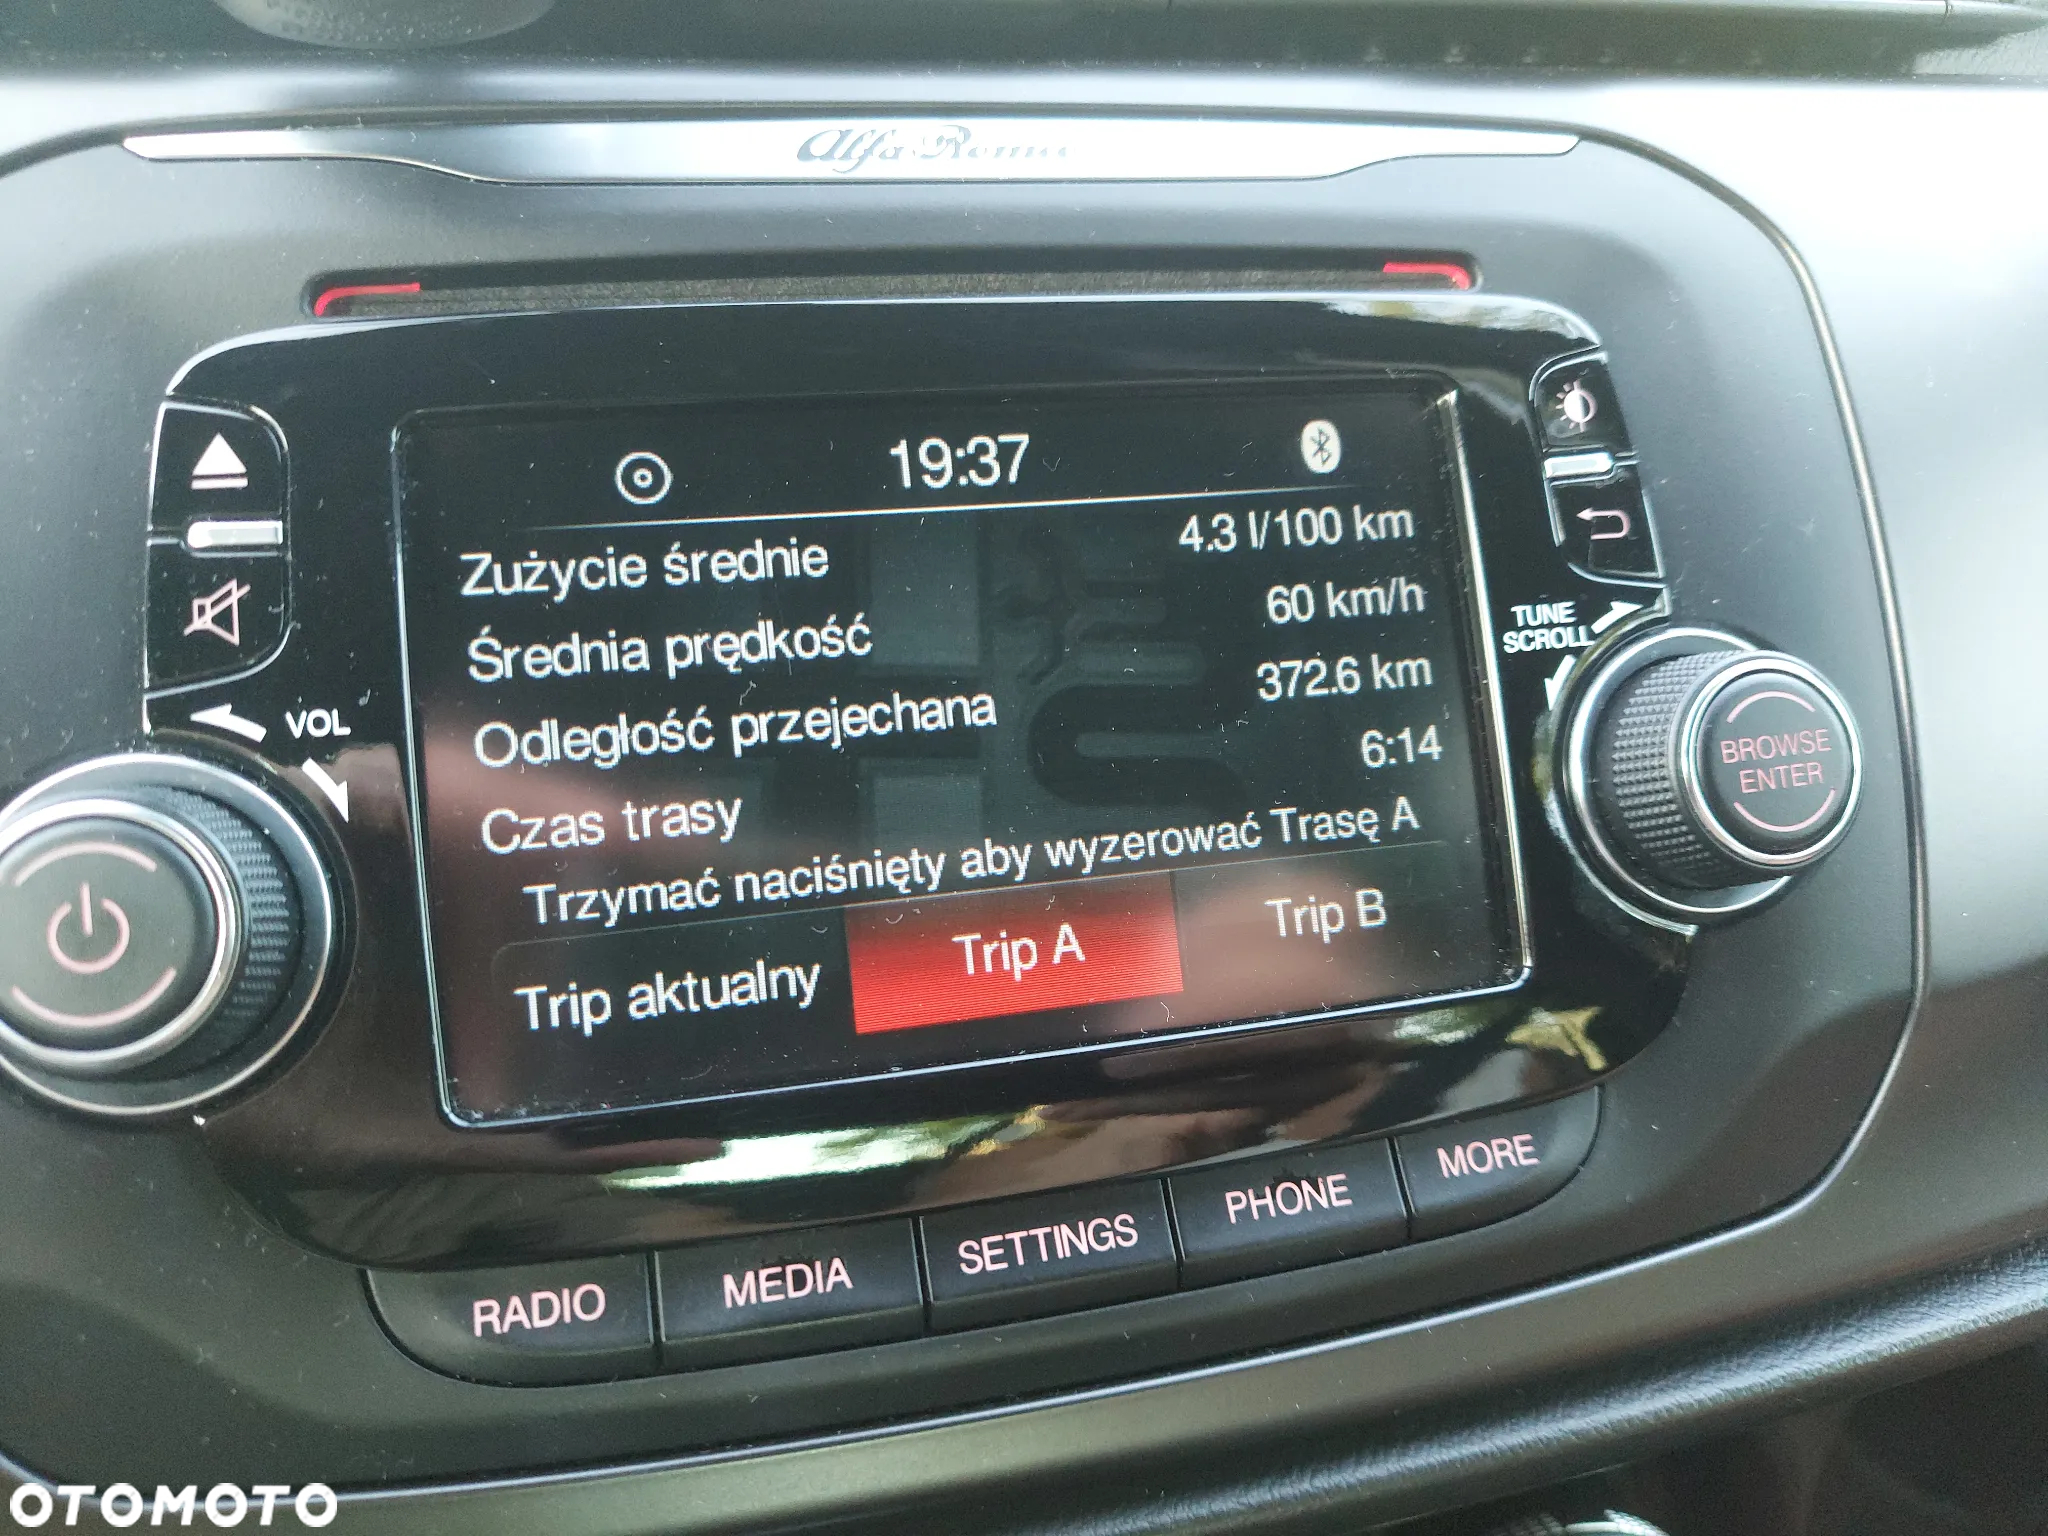 Alfa Romeo
19:37
Zużycie średnie 4.3 l/100 km
Średnia prędkość 60 km/h
Odległość przejechana 372.6 km
Czas trasy 6:14
Trzymać naciśnięty aby wyzerować Trasę A
Trip aktualny Trip A Trip B
VOL
TUNE
SCROLL
BROWSE
ENTER
RADIO MEDIA SETTINGS PHONE MORE
OTOMOTO